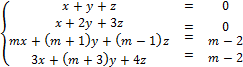 x + y + z = 0
x + 2y + 3z = 0
mx + (m + 1)y + (m − 1)z = m − 2
3x + (m + 3)y + 4z = m − 2